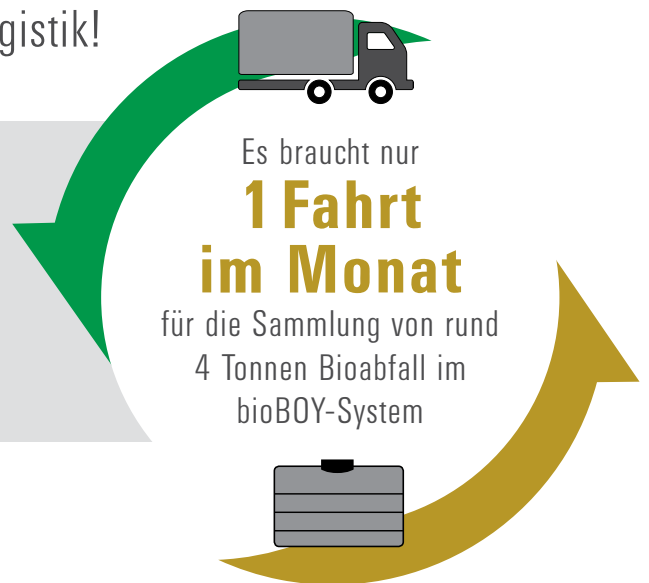 gistik!
Es braucht nur
1 Fahrt
im Monat
für die Sammlung von rund
4 Tonnen Bioabfall im
bioBOY-System